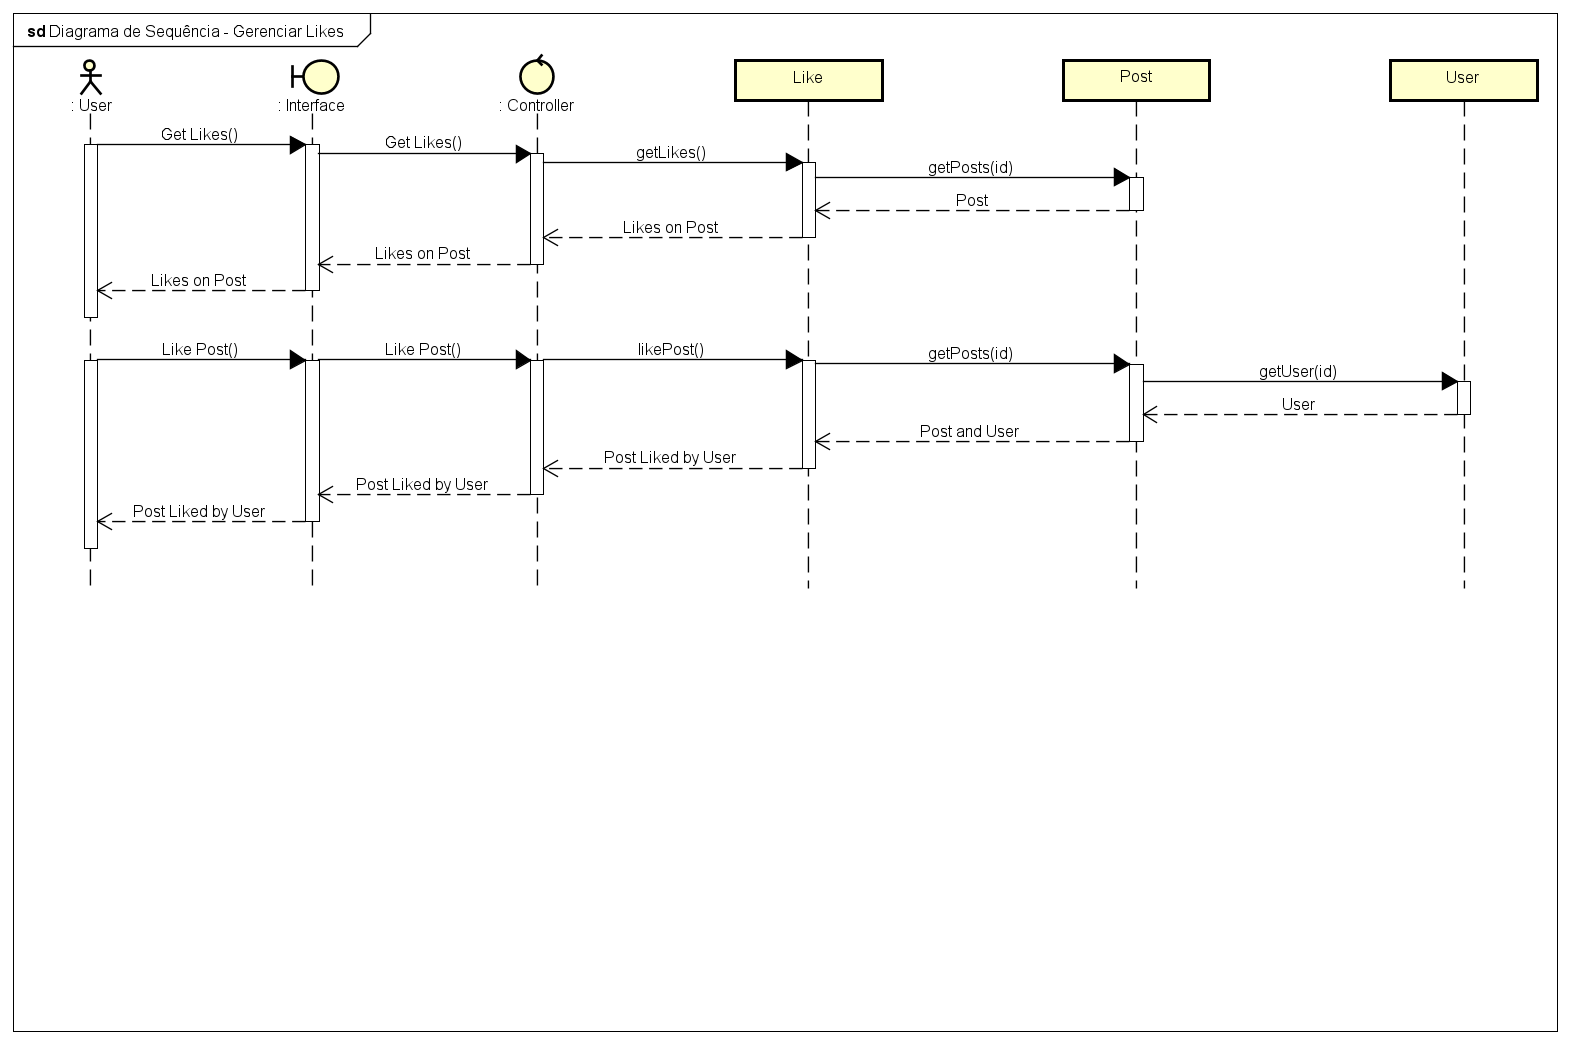 sd Diagrama de Sequência - Gerenciar Likes
: User
: Interface
: Controller
Like
Post
User
Get Likes()
Get Likes()
getLikes()
getPosts(id)
Post
Likes on Post
Likes on Post
Likes on Post
Like Post()
Like Post()
likePost()
getPosts(id)
getUser(id)
User
Post and User
Post Liked by User
Post Liked by User
Post Liked by User